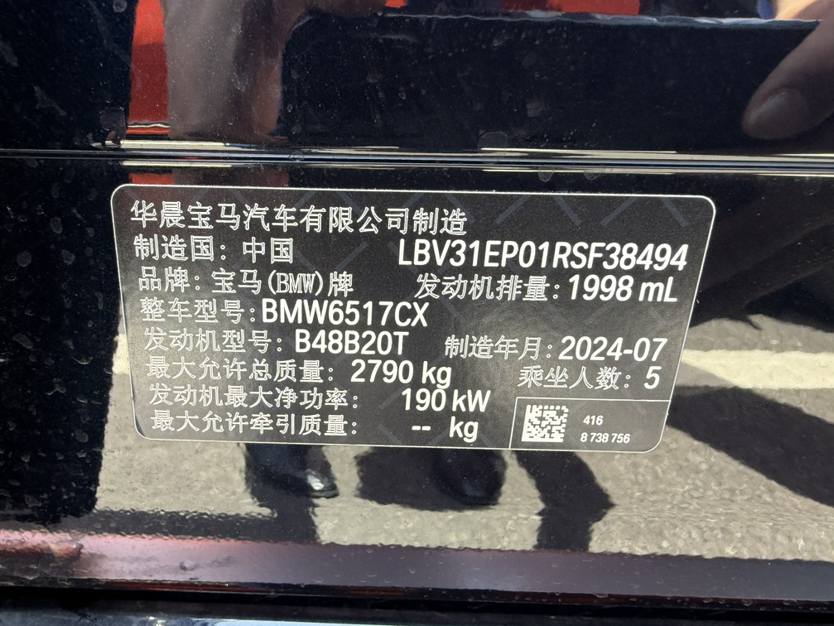 华晨宝马汽车有限公司制造
制造国：中国 LBV31EP01RSF38494
品牌：宝马(BMW)牌 发动机排量：1998 mL
整车型号：BMW6517CX
发动机型号：B48B20T 制造年月：2024-07
最大允许总质量：2790 kg 乘坐人数：5
发动机最大净功率：190 kW
最大允许牵引质量：-- kg
416
8 738 756